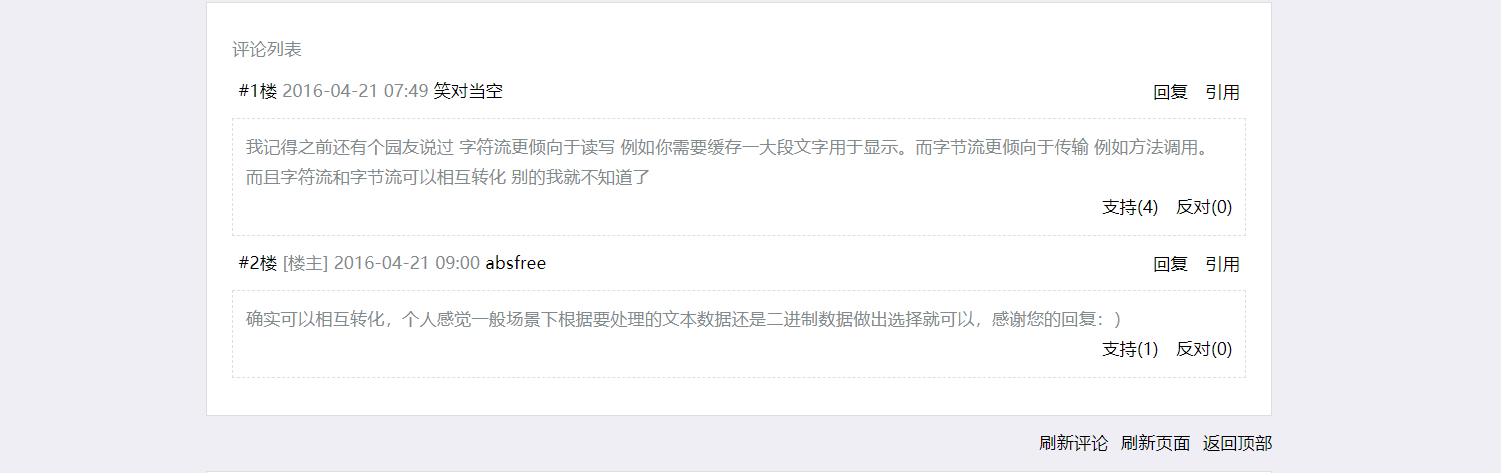 评论列表
#1楼 2016-04-21 07:49 笑对当空 回复 引用
我记得之前还有个园友说过 字符流更倾向于读写 例如你需要缓存一大段文字用于显示。而字节流更倾向于传输 例如方法调用。
而且字符流和字节流可以相互转化 别的我就不知道了
支持(4) 反对(0)
#2楼 [楼主] 2016-04-21 09:00 absfree 回复 引用
确实可以相互转化，个人感觉一般场景下根据要处理的文本数据还是二进制数据做出选择就可以，感谢您的回复：)
支持(1) 反对(0)
刷新评论 刷新页面 返回顶部